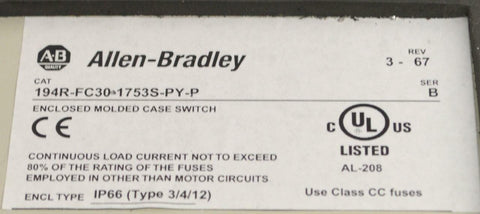 A-B Allen-Bradley
QUALITY
REV
3 - 67
CAT
194R-FC30-1753S-PY-P
SER
B
ENCLOSED MOLDED CASE SWITCH
CE
C UL US
LISTED
AL-208
CONTINUOUS LOAD CURRENT NOT TO EXCEED
80% OF THE RATING OF THE FUSES
EMPLOYED IN OTHER THAN MOTOR CIRCUITS
ENCL TYPE IP66 (Type 3/4/12)
Use Class CC fuses